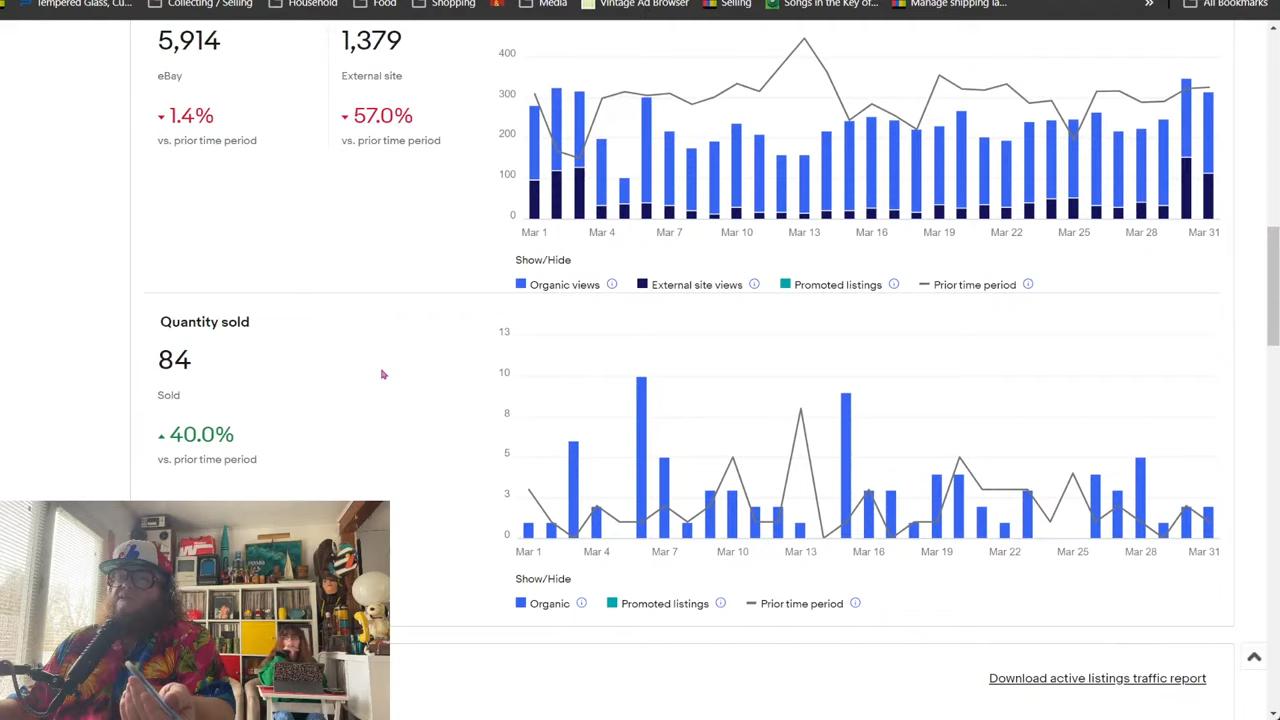 Tempered Glass, Cu... Collecting / Selling Household Food Shopping Media Vintage Ad Browser Selling Songs in the Key of... Manage shipping la... » All Bookmarks
5,914 1,379
eBay External site
1.4% 57.0%
vs. prior time period vs. prior time period
400
300
200
100
0
Mar 1 Mar 4 Mar 7 Mar 10 Mar 13 Mar 16 Mar 19 Mar 22 Mar 25 Mar 28 Mar 31
Show/Hide
Organic views External site views Promoted listings Prior time period
Quantity sold
84
Sold
40.0%
vs. prior time period
13
10
8
5
3
0
Mar 1 Mar 4 Mar 7 Mar 10 Mar 13 Mar 16 Mar 19 Mar 22 Mar 25 Mar 28 Mar 31
Show/Hide
Organic Promoted listings Prior time period
Download active listings traffic report